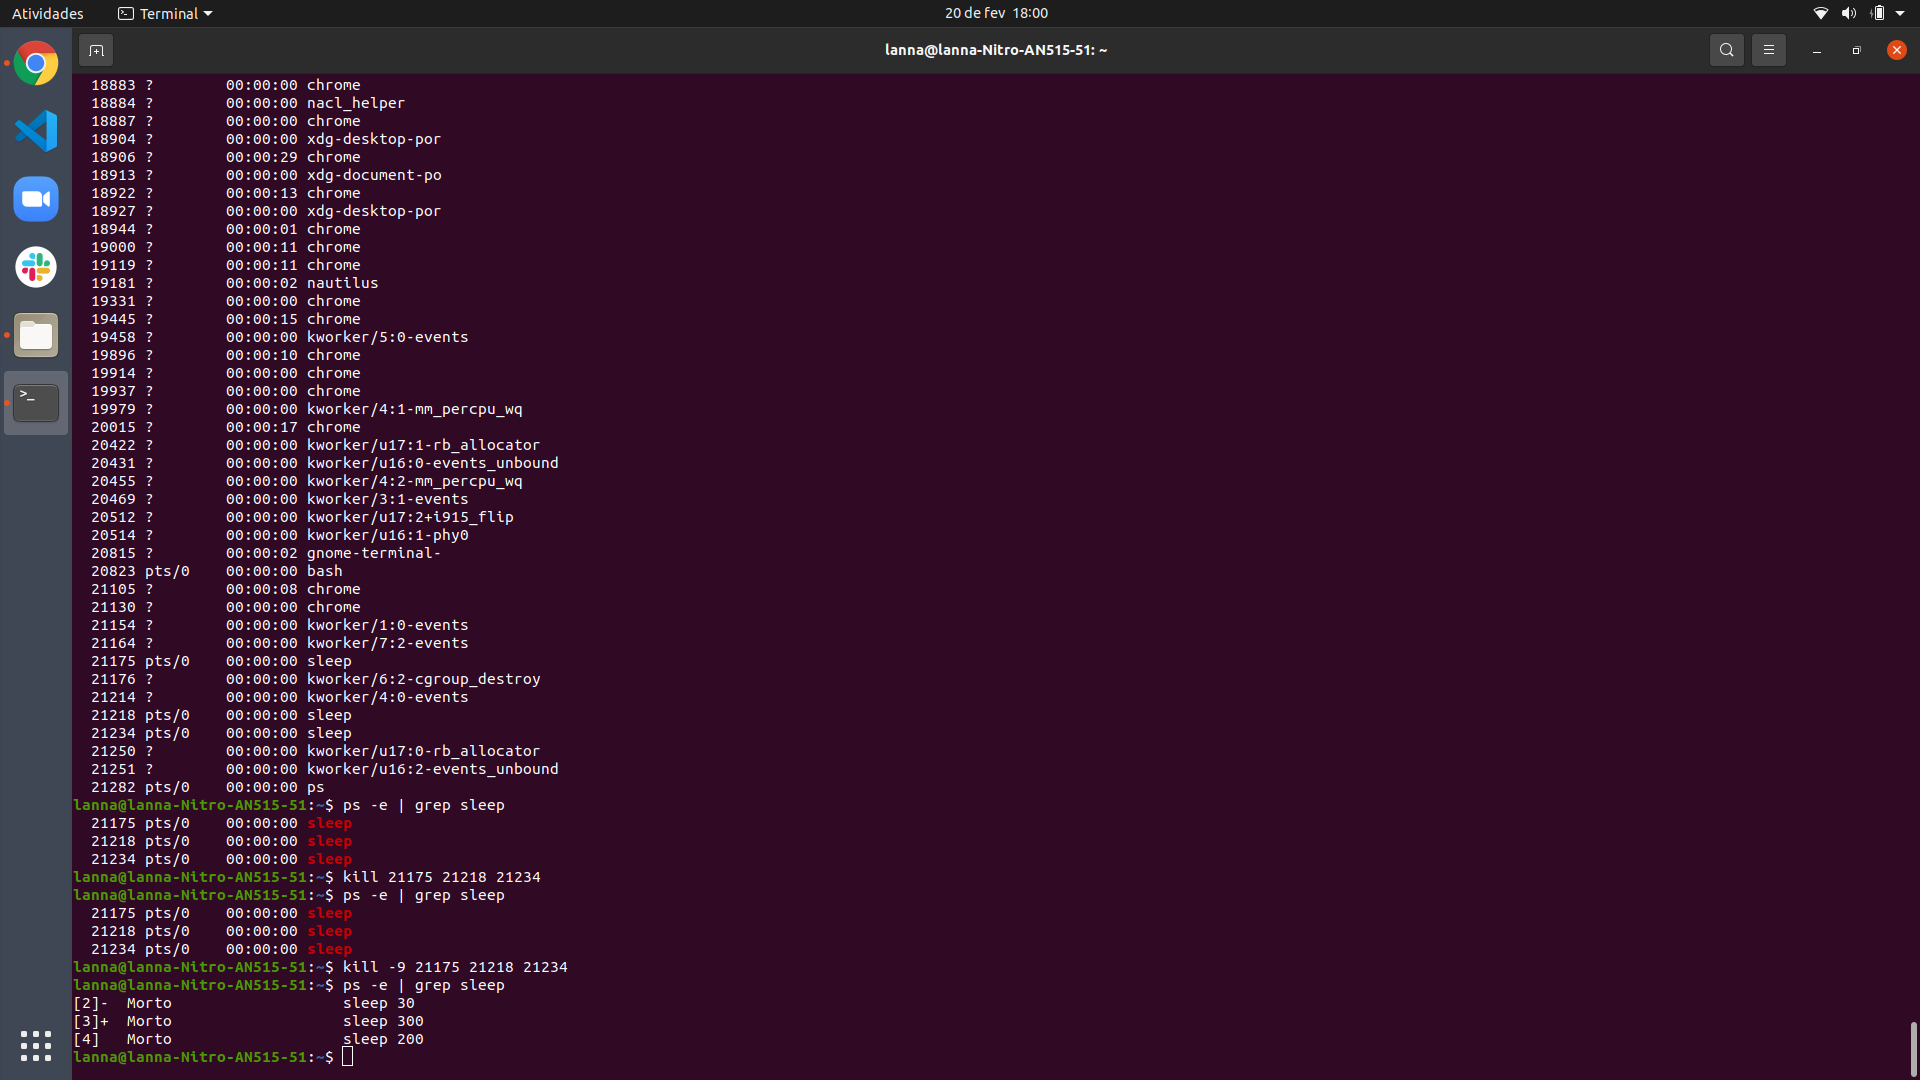 Atividades Terminal 20 de fev 18:00
lanna@lanna-Nitro-AN515-51: ~
18883 ? 00:00:00 chrome
18884 ? 00:00:00 nacl_helper
18887 ? 00:00:00 chrome
18904 ? 00:00:00 xdg-desktop-por
18906 ? 00:00:29 chrome
18913 ? 00:00:00 xdg-document-po
18922 ? 00:00:13 chrome
18927 ? 00:00:00 xdg-desktop-por
18944 ? 00:00:01 chrome
19000 ? 00:00:11 chrome
19119 ? 00:00:11 chrome
19181 ? 00:00:02 nautilus
19331 ? 00:00:00 chrome
19445 ? 00:00:15 chrome
19458 ? 00:00:00 kworker/5:0-events
19896 ? 00:00:10 chrome
19914 ? 00:00:00 chrome
19937 ? 00:00:00 chrome
19979 ? 00:00:00 kworker/4:1-mm_percpu_wq
20015 ? 00:00:17 chrome
20422 ? 00:00:00 kworker/u17:1-rb_allocator
20431 ? 00:00:00 kworker/u16:0-events_unbound
20455 ? 00:00:00 kworker/4:2-mm_percpu_wq
20469 ? 00:00:00 kworker/3:1-events
20512 ? 00:00:00 kworker/u17:2+i915_flip
20514 ? 00:00:00 kworker/u16:1-phy0
20815 ? 00:00:02 gnome-terminal-
20823 pts/0 00:00:00 bash
21105 ? 00:00:08 chrome
21130 ? 00:00:00 chrome
21154 ? 00:00:00 kworker/1:0-events
21164 ? 00:00:00 kworker/7:2-events
21175 pts/0 00:00:00 sleep
21176 ? 00:00:00 kworker/6:2-cgroup_destroy
21214 ? 00:00:00 kworker/4:0-events
21218 pts/0 00:00:00 sleep
21234 pts/0 00:00:00 sleep
21250 ? 00:00:00 kworker/u17:0-rb_allocator
21251 ? 00:00:00 kworker/u16:2-events_unbound
21282 pts/0 00:00:00 ps
lanna@lanna-Nitro-AN515-51:~$ ps -e | grep sleep
21175 pts/0 00:00:00 sleep
21218 pts/0 00:00:00 sleep
21234 pts/0 00:00:00 sleep
lanna@lanna-Nitro-AN515-51:~$ kill 21175 21218 21234
lanna@lanna-Nitro-AN515-51:~$ ps -e | grep sleep
21175 pts/0 00:00:00 sleep
21218 pts/0 00:00:00 sleep
21234 pts/0 00:00:00 sleep
lanna@lanna-Nitro-AN515-51:~$ kill -9 21175 21218 21234
lanna@lanna-Nitro-AN515-51:~$ ps -e | grep sleep
[2]- Morto sleep 30
[3]+ Morto sleep 300
[4] Morto sleep 200
lanna@lanna-Nitro-AN515-51:~$